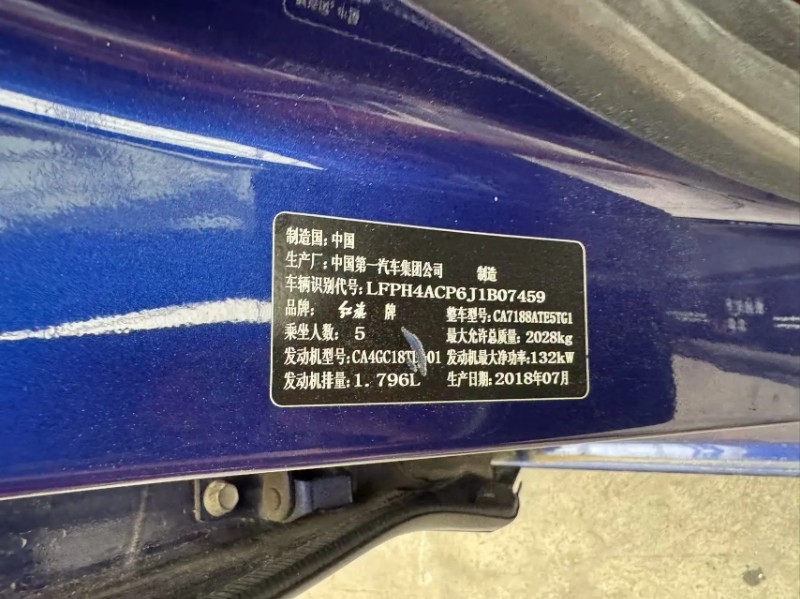 制造国:中国
生产厂:中国第一汽车集团公司 制造
车辆识别代号:LFPH4ACP6J1B07459
品牌: 红旗 牌 整车型号:CA7188ATE5TG1
乘坐人数: 5 最大允许总质量: 2028kg
发动机型号: 发动机最大净功率:132kW
发动机排量:1.796L 生产日期:2018年07月